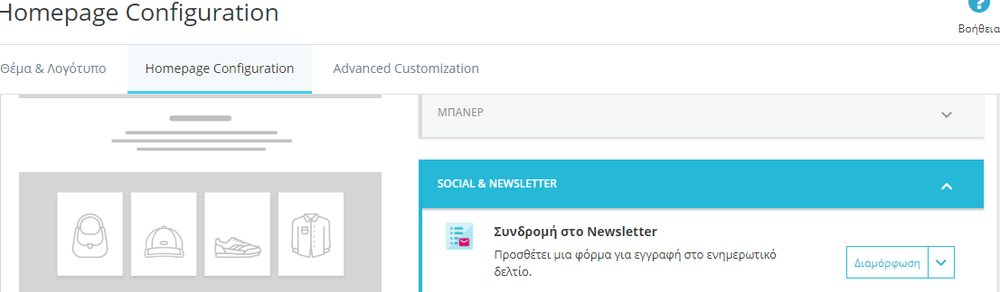 Homepage Configuration
Βοήθεια
Θέμα & Λογότυπο
Homepage Configuration
Advanced Customization
ΜΠΑΝΕΡ
SOCIAL & NEWSLETTER
Συνδρομή στο Newsletter
Προσθέτει μια φόρμα για εγγραφή στο ενημερωτικό
δελτίο.
Διαμόρφωση